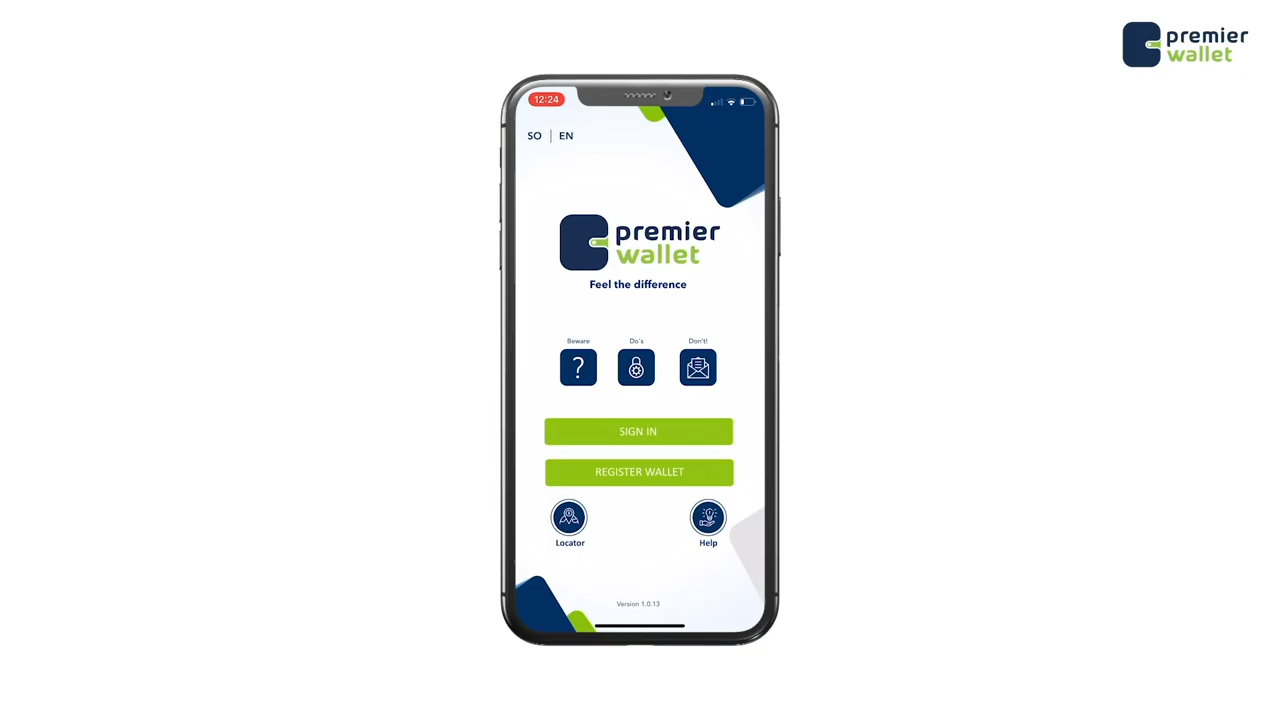 premier
wallet
12:24
SO | EN
premier
wallet
Feel the difference
Beware
Do's
Don't!
SIGN IN
REGISTER WALLET
Locator
Help
Version 1.0.13